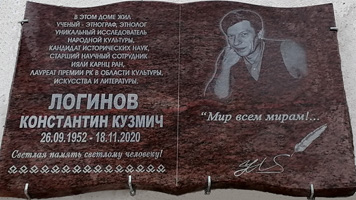 В ЭТОМ ДОМЕ ЖИЛ
УЧЕНЫЙ - ЭТНОГРАФ, ЭТНОЛОГ
УНИКАЛЬНЫЙ ИССЛЕДОВАТЕЛЬ
НАРОДНОЙ КУЛЬТУРЫ,
КАНДИДАТ ИСТОРИЧЕСКИХ НАУК,
СТАРШИЙ НАУЧНЫЙ СОТРУДНИК
ИЯЛИ КАРНЦ РАН,
ЛАУРЕАТ ПРЕМИИ РК В ОБЛАСТИ КУЛЬТУРЫ,
ИСКУССТВА И ЛИТЕРАТУРЫ.
ЛОГИНОВ
КОНСТАНТИН КУЗМИЧ
26.09.1952 - 18.11.2020
Светлая память светлому человеку!
"Мир всем мирам!...